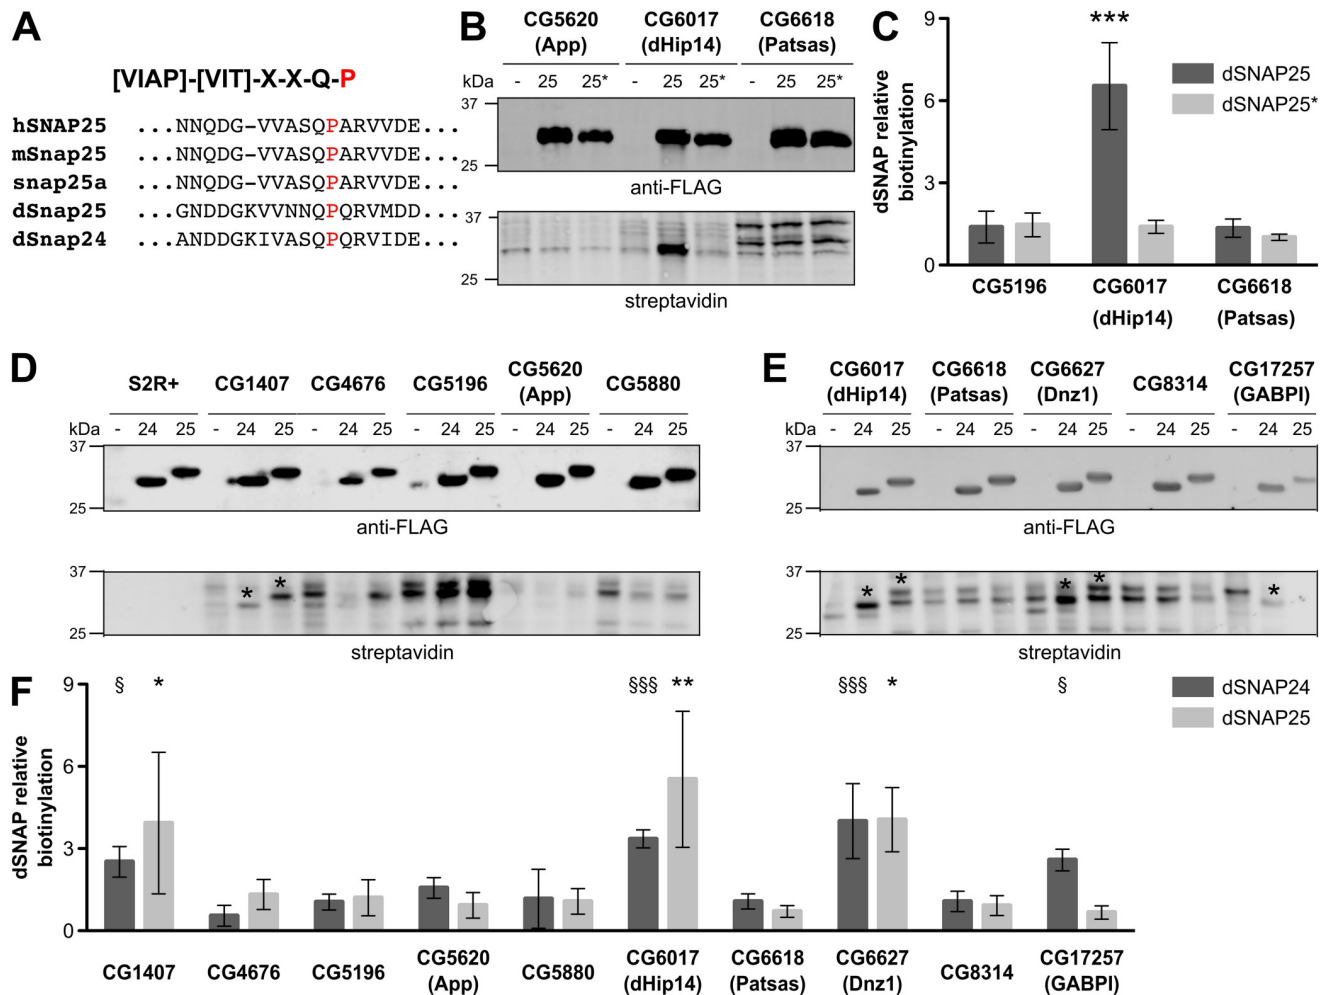 A
[VIAP]-[VIT]-X-X-Q-P
hSNAP25 ...NNQDG-VVASQPARVVDE...
mSnap25 ...NNQDG-VVASQPARVVDE...
snap25a ...NNQDG-VVASQPARVVDE...
dSnap25 ...GNDDGKVVNNQPQRVMDD...
dSnap24 ...ANDDGKIVASQPQRVIDE...
B
CG5620 (App) CG6017 (dHip14) CG6618 (Patsas)
kDa - 25 25* - 25 25* - 25 25*
37
25
anti-FLAG
37
25
streptavidin
C
dSNAP relative biotinylation
9
6
3
0
***
dSNAP25
dSNAP25*
CG5196 CG6017 (dHip14) CG6618 (Patsas)
D
S2R+ CG1407 CG4676 CG5196 CG5620 (App) CG5880
kDa - 24 25 - 24 25 - 24 25 - 24 25 - 24 25 - 24 25
37
25
anti-FLAG
37
* *
25
streptavidin
E
CG6017 (dHip14) CG6618 (Patsas) CG6627 (Dnz1) CG8314 CG17257 (GABPI)
kDa - 24 25 - 24 25 - 24 25 - 24 25 - 24 25
37
25
anti-FLAG
37
* * * * *
25
streptavidin
F
dSNAP relative biotinylation
9
6
3
0
§ * §§§ ** §§§ * §
dSNAP24
dSNAP25
CG1407 CG4676 CG5196 CG5620 (App) CG5880 CG6017 (dHip14) CG6618 (Patsas) CG6627 (Dnz1) CG8314 CG17257 (GABPI)